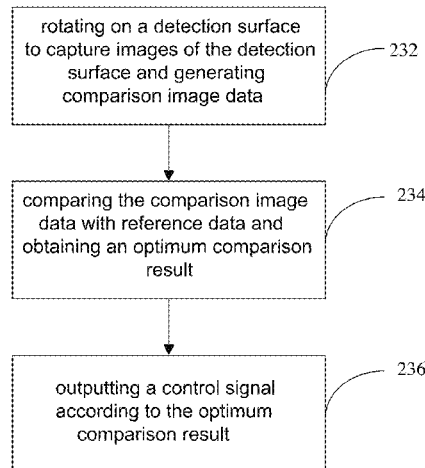 rotating on a detection surface
to capture images of the detection
surface and generating
comparison image data
232
comparing the comparison image
data with reference data and
obtaining an optimum comparison
result
234
outputting a control signal
according to the optimum
comparison result
236